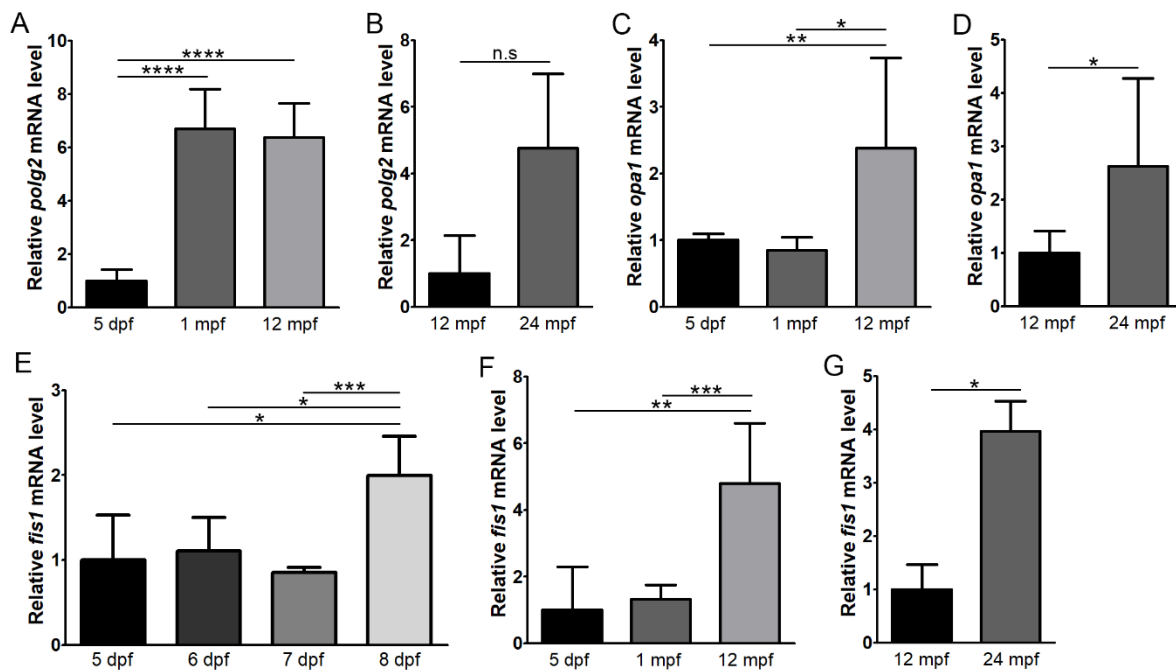 A
Relative polg2 mRNA level
10
8
6
4
2
0
****
****
5 dpf
1 mpf
12 mpf
B
Relative polg2 mRNA level
8
6
4
2
0
n.s
12 mpf
24 mpf
C
Relative opa1 mRNA level
4
3
2
1
0
*
**
5 dpf
1 mpf
12 mpf
D
Relative opa1 mRNA level
5
4
3
2
1
0
*
12 mpf
24 mpf
E
Relative fis1 mRNA level
3
2
1
0
***
*
*
5 dpf
6 dpf
7 dpf
8 dpf
F
Relative fis1 mRNA level
8
6
4
2
0
***
**
5 dpf
1 mpf
12 mpf
G
Relative fis1 mRNA level
5
4
3
2
1
0
*
12 mpf
24 mpf